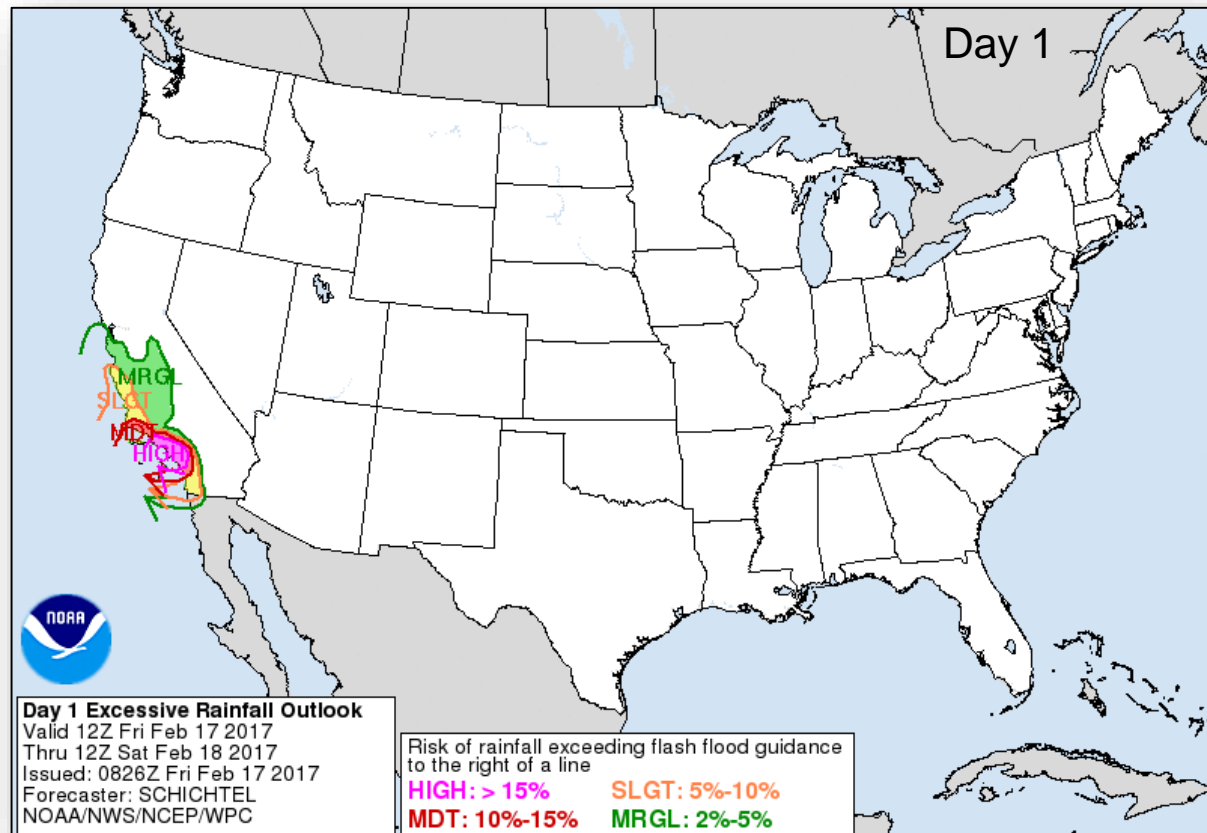 Day 1
MRGL
SLGT
MDT
HIGH
NOAA
Day 1 Excessive Rainfall Outlook
Valid 12Z Fri Feb 17 2017
Thru 12Z Sat Feb 18 2017
Issued: 0826Z Fri Feb 17 2017
Forecaster: SCHICHTEL
NOAA/NWS/NCEP/WPC
Risk of rainfall exceeding flash flood guidance
to the right of a line
HIGH: > 15% SLGT: 5%-10%
MDT: 10%-15% MRGL: 2%-5%